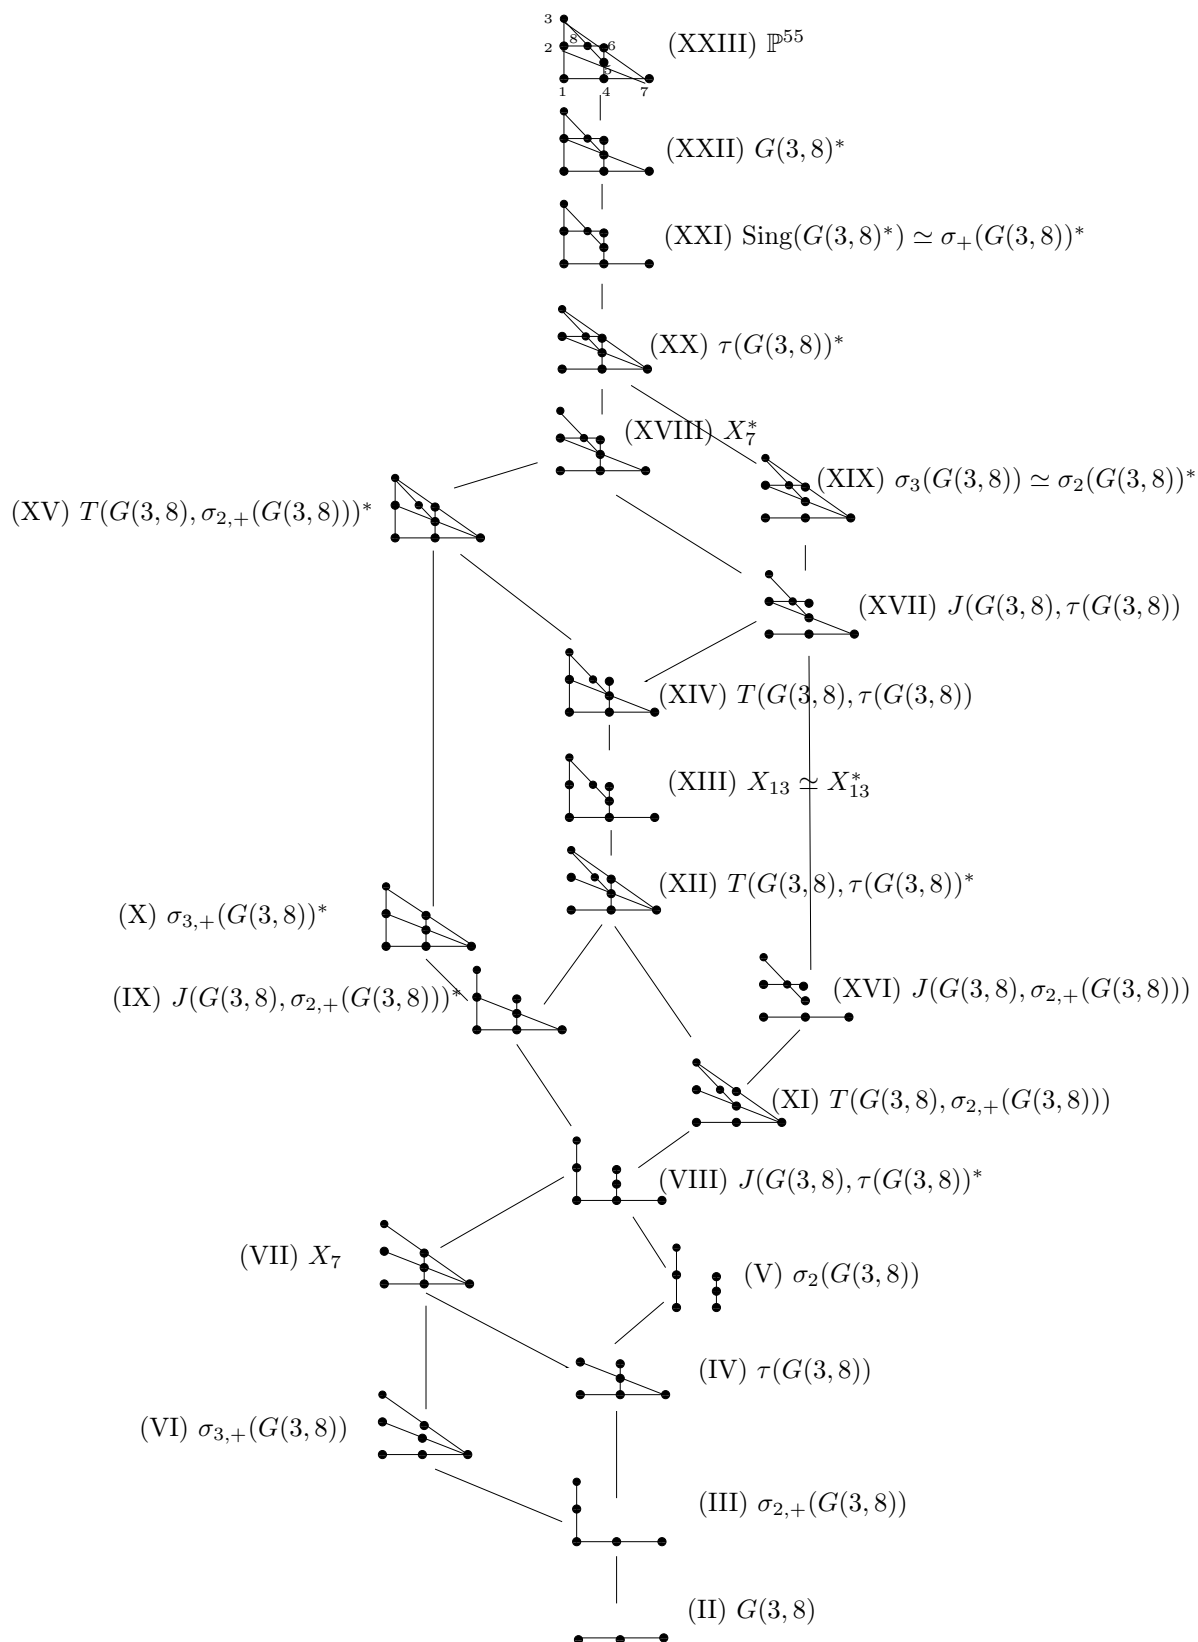 3
8
6
2
5
1 4 7
(XXIII) ℙ⁵⁵
(XXII) G(3, 8)*
(XXI) Sing(G(3, 8)*) ≃ σ₊(G(3, 8))*
(XX) τ(G(3, 8))*
(XVIII) X₇*
(XIX) σ₃(G(3, 8)) ≃ σ₂(G(3, 8))*
(XV) T(G(3, 8), σ₂,₊(G(3, 8)))*
(XVII) J(G(3, 8), τ(G(3, 8))
(XIV) T(G(3, 8), τ(G(3, 8))
(XIII) X₁₃ ≃ X₁₃*
(XII) T(G(3, 8), τ(G(3, 8))*
(X) σ₃,₊(G(3, 8))*
(IX) J(G(3, 8), σ₂,₊(G(3, 8)))*
(XVI) J(G(3, 8), σ₂,₊(G(3, 8)))
(XI) T(G(3, 8), σ₂,₊(G(3, 8)))
(VIII) J(G(3, 8), τ(G(3, 8))*
(VII) X₇
(V) σ₂(G(3, 8))
(IV) τ(G(3, 8))
(VI) σ₃,₊(G(3, 8))
(III) σ₂,₊(G(3, 8))
(II) G(3, 8)